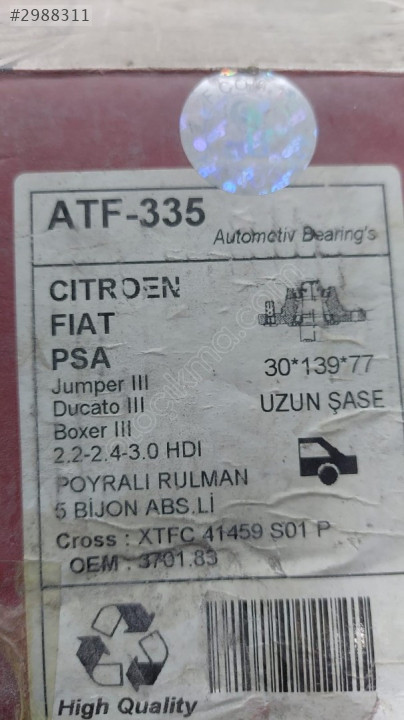 #2988311
ATF-335
Automotiv Bearing's
CITROEN
FIAT
PSA
30*139*77
Jumper III
UZUN ŞASE
Ducato III
Boxer III
2.2-2.4-3.0 HDI
POYRALI RULMAN
5 BİJON ABS.Lİ
Cross : XTFC 41459 S01 P
OEM : 3701.83
High Quality